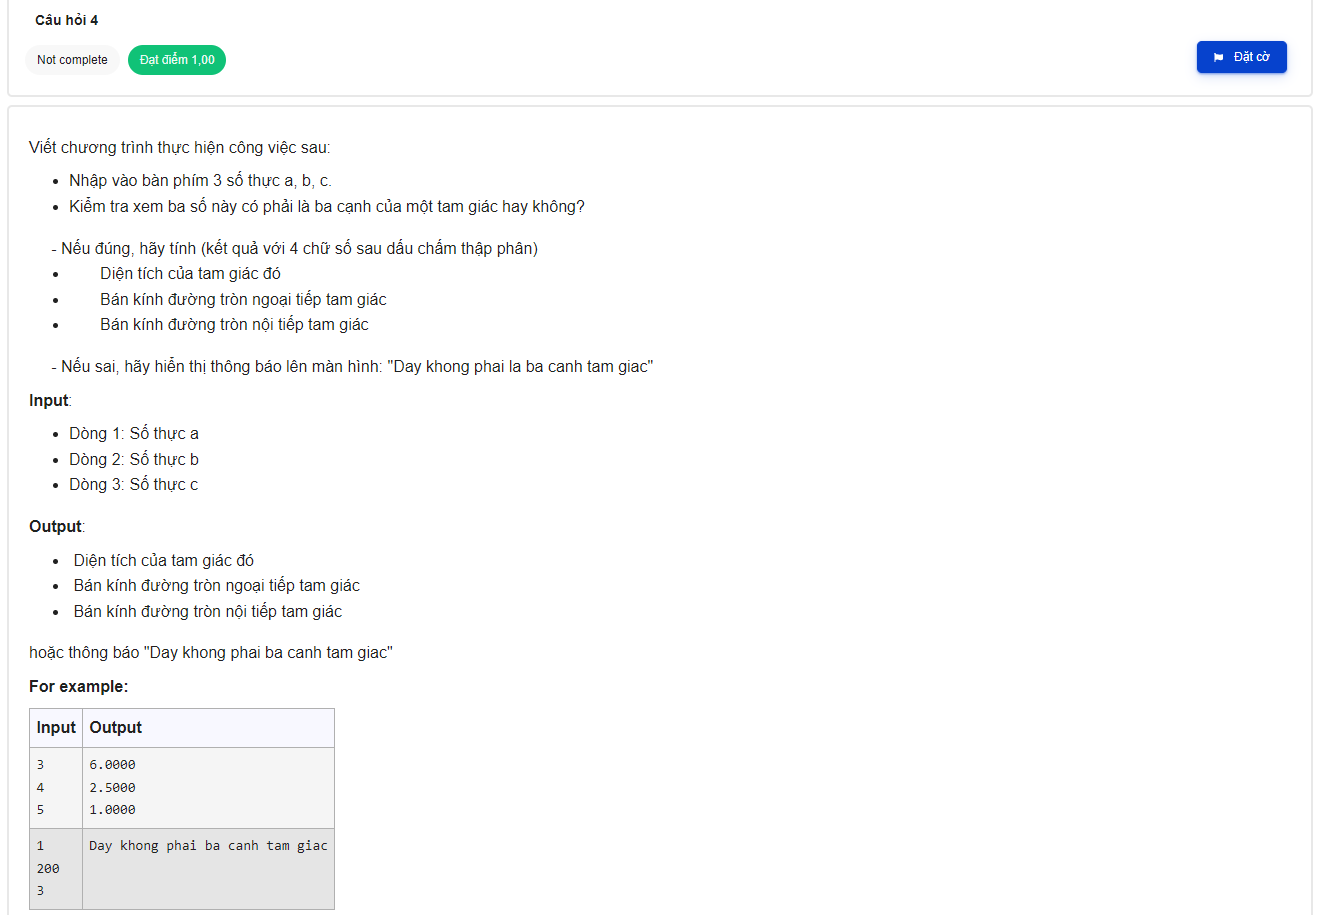 Câu hỏi 4
Not complete
Đạt điểm 1,00
Đặt cờ
Viết chương trình thực hiện công việc sau:
Nhập vào bàn phím 3 số thực a, b, c.
Kiểm tra xem ba số này có phải là ba cạnh của một tam giác hay không?
- Nếu đúng, hãy tính (kết quả với 4 chữ số sau dấu chấm thập phân)
Diện tích của tam giác đó
Bán kính đường tròn ngoại tiếp tam giác
Bán kính đường tròn nội tiếp tam giác
- Nếu sai, hãy hiển thị thông báo lên màn hình: "Day khong phai la ba canh tam giac"
Input:
Dòng 1: Số thực a
Dòng 2: Số thực b
Dòng 3: Số thực c
Output:
Diện tích của tam giác đó
Bán kính đường tròn ngoại tiếp tam giác
Bán kính đường tròn nội tiếp tam giác
hoặc thông báo "Day khong phai ba canh tam giac"
For example:
Input Output
3 6.0000
4 2.5000
5 1.0000
1 Day khong phai ba canh tam giac
200
3